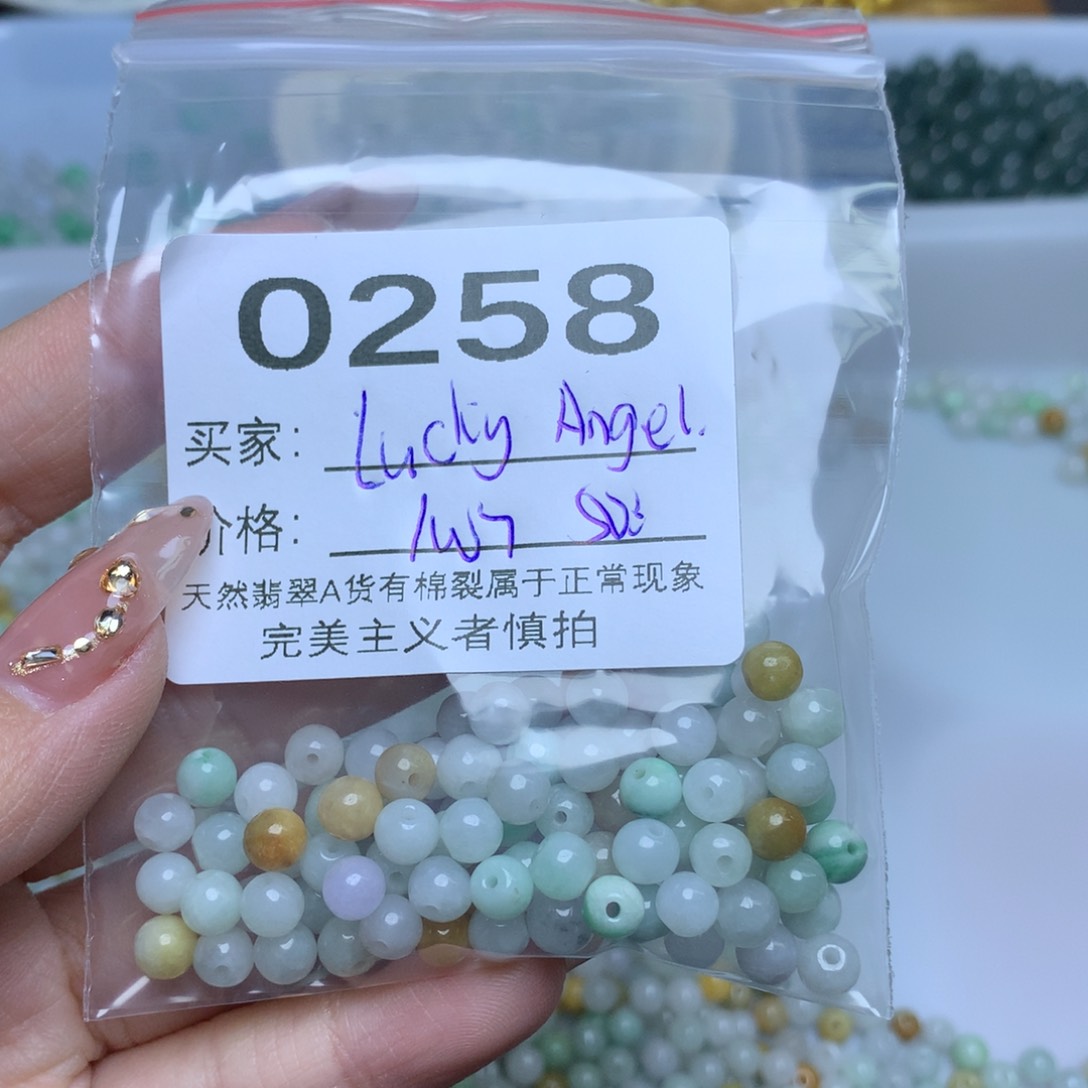 0258
买家: Lucky Angel.
价格:
天然翡翠A货有棉裂属于正常现象
完美主义者慎拍